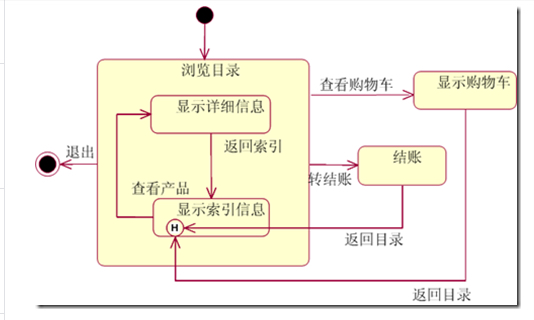 浏览目录
查看购物车
显示购物车
显示详细信息
退出
返回索引
结账
查看产品
转结账
显示索引信息
H
返回目录
返回目录